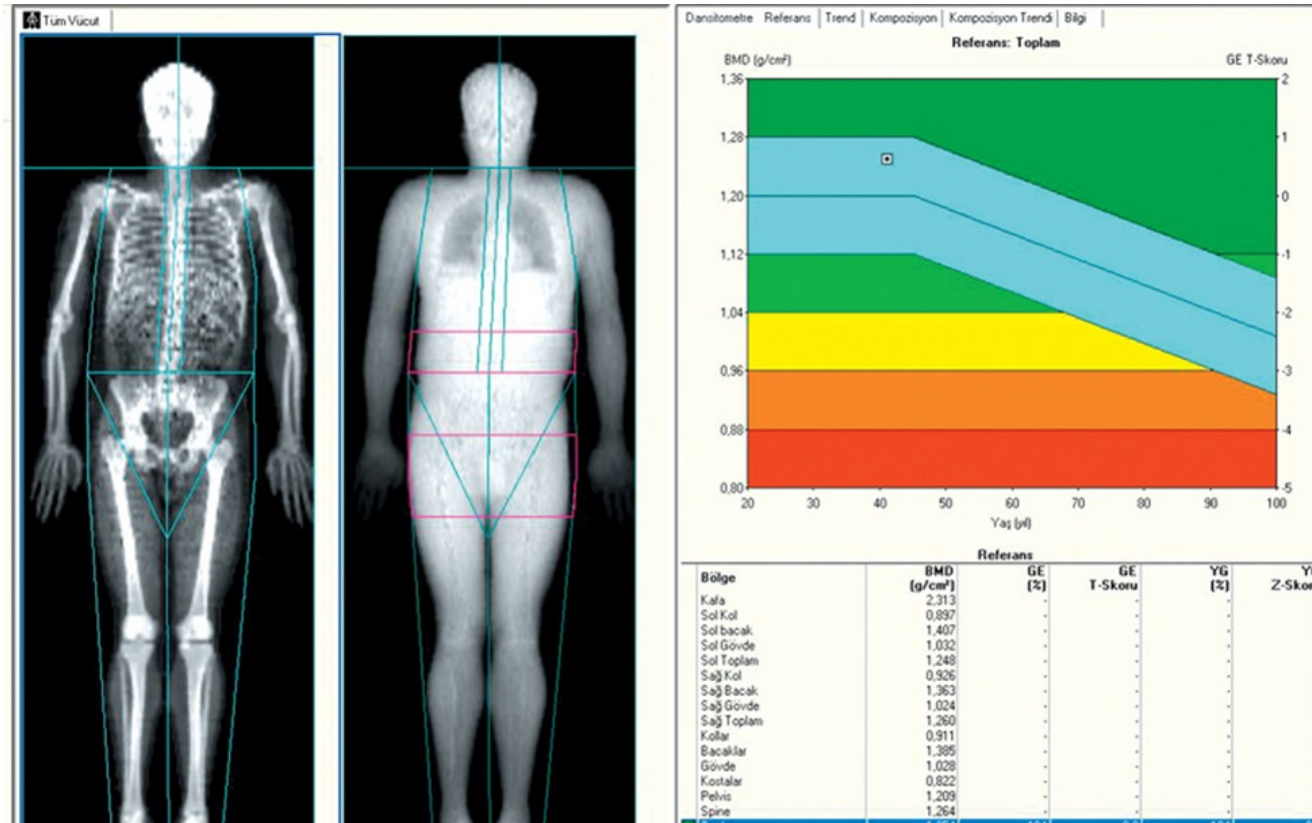 Tüm Vücut
Dansitometre Referans Trend Kompozisyon Kompozisyon Trendi Bilgi
Referans: Toplam
BMD (g/cm²) GE T-Skoru
1,36 2
1,28 1
1,20 0
1,12 -1
1,04 -2
0,96 -3
0,88 -4
0,80 -5
20 30 40 50 60 70 80 90 100
Yaş (yıl)
Referans
Bölge BMD (g/cm²) GE (%) GE T-Skoru YG (%)
Kafa 2,313 - - - -
Sol Kol 0,897 - - - -
Sol bacak 1,407 - - - -
Sol Gövde 1,032 - - - -
Sol Toplam 1,248 - - - -
Sağ Kol 0,926 - - - -
Sağ Bacak 1,363 - - - -
Sağ Gövde 1,024 - - - -
Sağ Toplam 1,260 - - - -
Kollar 0,911 - - - -
Bacaklar 1,385 - - - -
Gövde 1,028 - - - -
Kostalar 0,822 - - - -
Pelvis 1,209 - - - -
Spine 1,264 - - - -